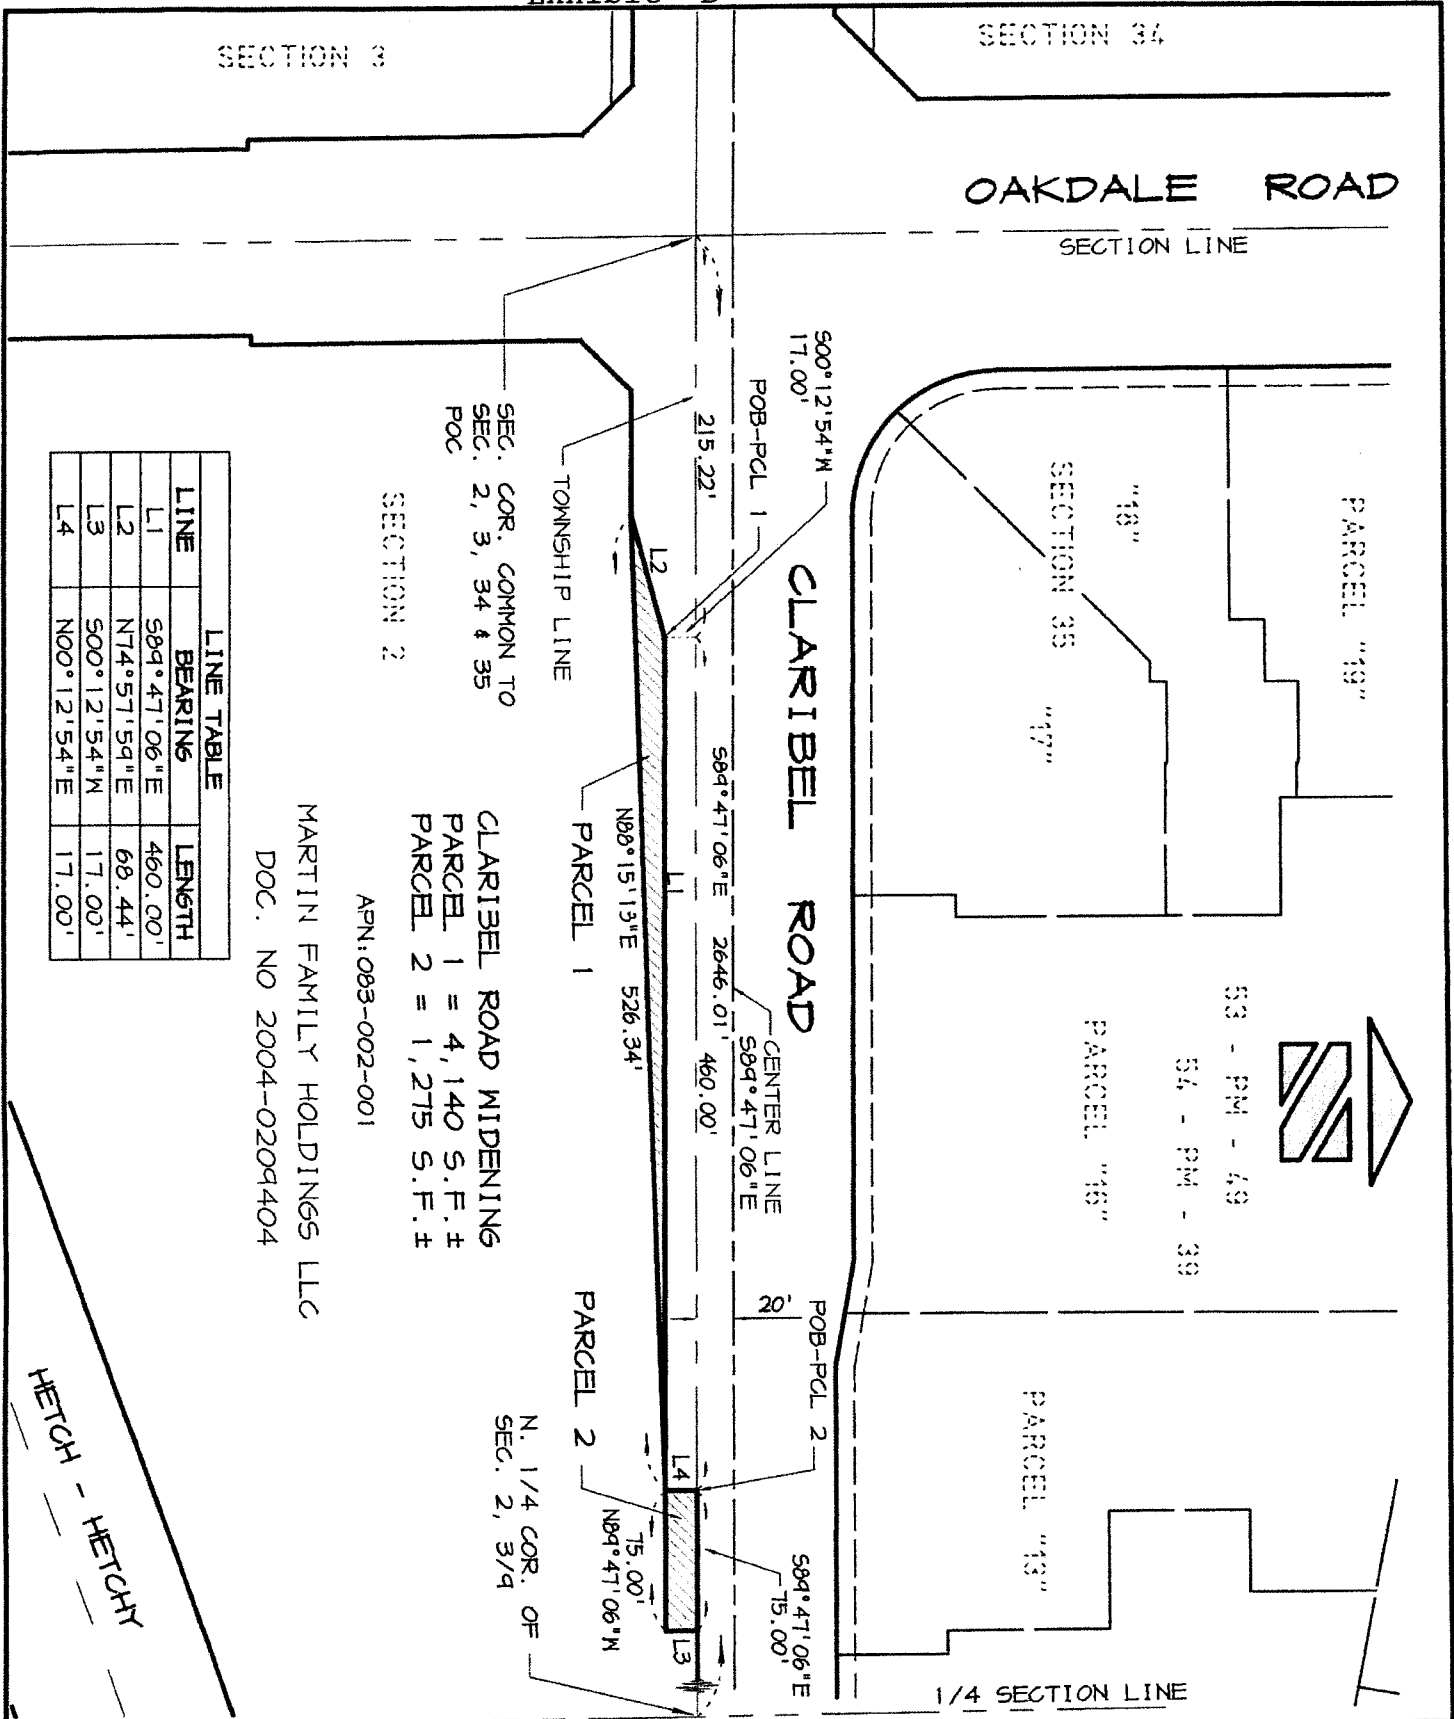 SECTION 3
SECTION 34
OAKDALE ROAD
SECTION LINE
S00°12'54"W
17.00'
POB-PCL 1
215.22'
SEC. COR. COMMON TO
SEC. 2, 3, 34 & 35
POC
TOWNSHIP LINE
SECTION 2
L2
CLARIBEL ROAD
"18"
SECTION 35
"17"
PARCEL "19"
S89°47'06"E 2646.01'
CENTER LINE
S89°47'06"E
460.00'
L1
N88°15'13"E 526.34'
PARCEL 1
CLARIBEL ROAD WIDENING
PARCEL 1 = 4,140 S.F.±
PARCEL 2 = 1,275 S.F.±
APN:083-002-001
MARTIN FAMILY HOLDINGS LLC
DOC. NO 2004-0209404
LINE TABLE
LINE BEARING LENGTH
L1 S89°47'06"E 460.00'
L2 N74°57'59"E 68.44'
L3 S00°12'54"W 17.00'
L4 N00°12'54"E 17.00'
53 - PM - 49
54 - PM - 39
PARCEL "16"
20'
POB-PCL 2
PARCEL 2
L4
75.00'
N89°47'06"W
S89°47'06"E
75.00'
L3
N. 1/4 COR. OF
SEC. 2, 3/9
PARCEL "13"
1/4 SECTION LINE
HETCH - HETCHY